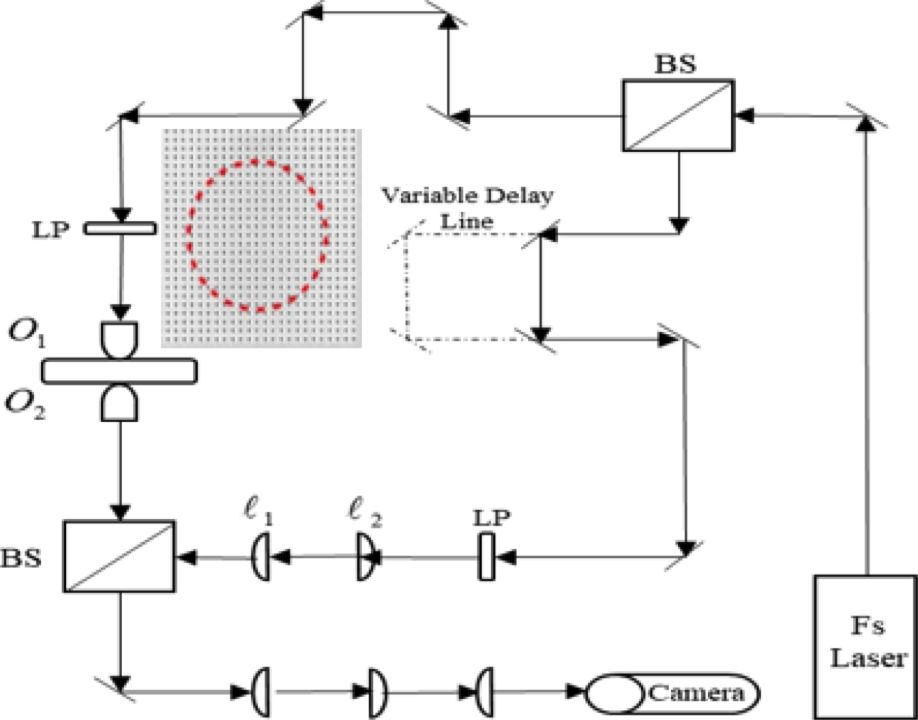 BS
Variable Delay
Line
LP
O1
O2
ℓ1
ℓ2
LP
BS
Fs
Laser
Camera